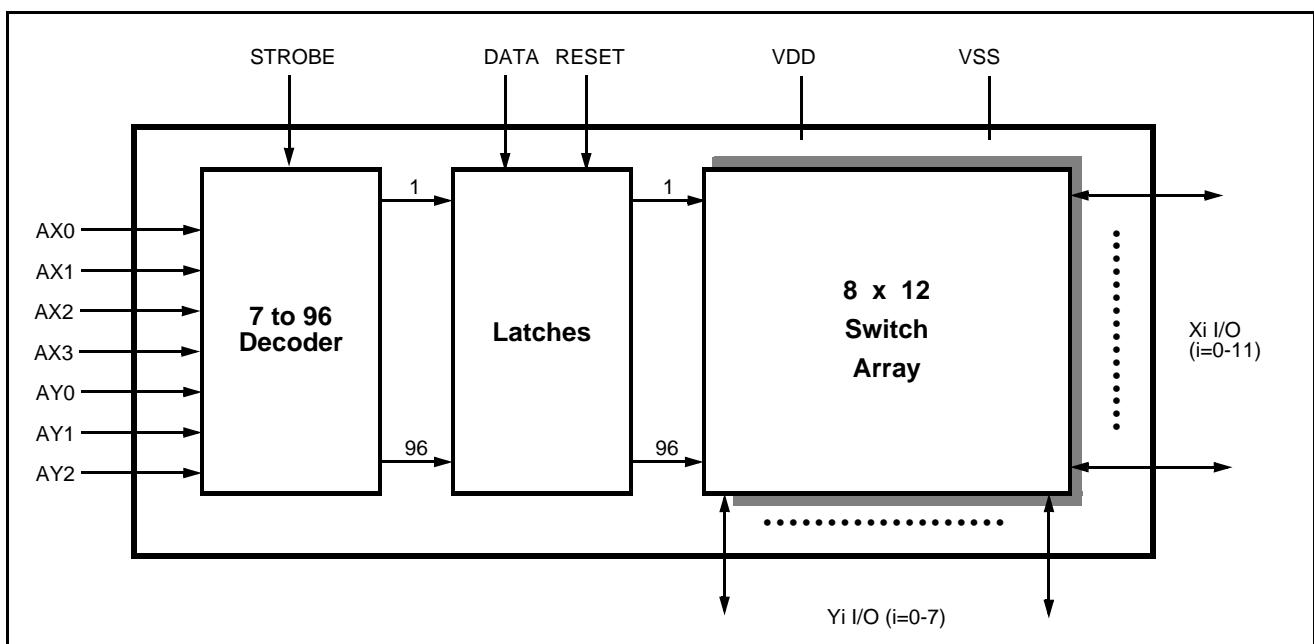 STROBE
DATA RESET
VDD
VSS
AX0
AX1
AX2
AX3
AY0
AY1
AY2
7 to 96
Decoder
1
96
Latches
1
96
8 x 12
Switch
Array
Xi I/O
(i=0-11)
Yi I/O (i=0-7)